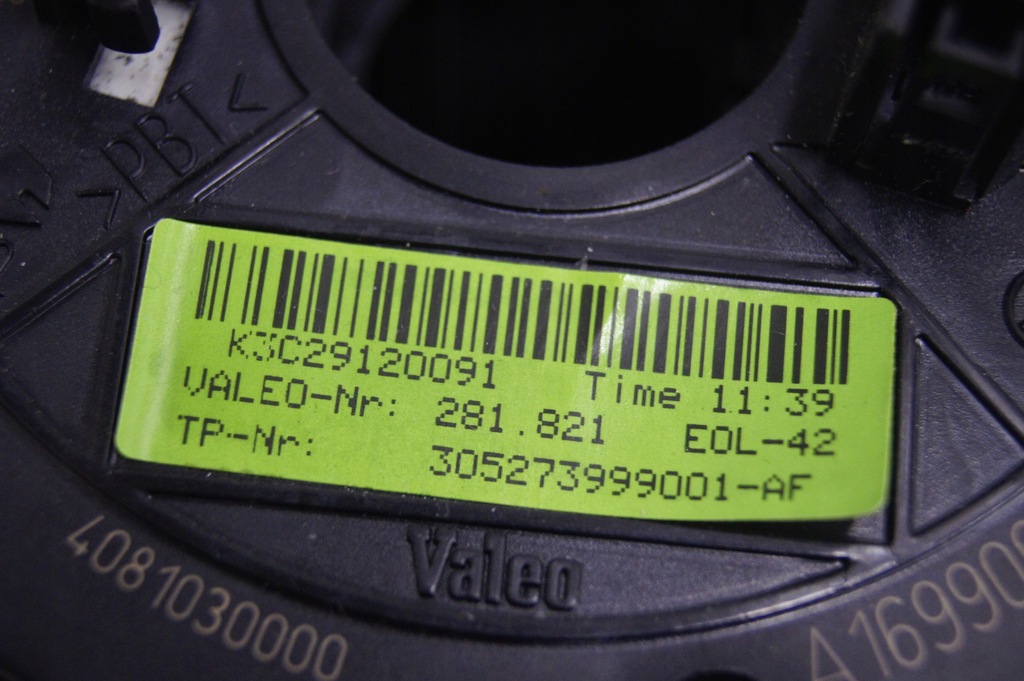 >PBT<
K3C29120091 Time 11:39
VALEO-Nr: 281.821 EOL-42
TP-Nr: 305273999001-AF
Valeo
4081030000
A16990